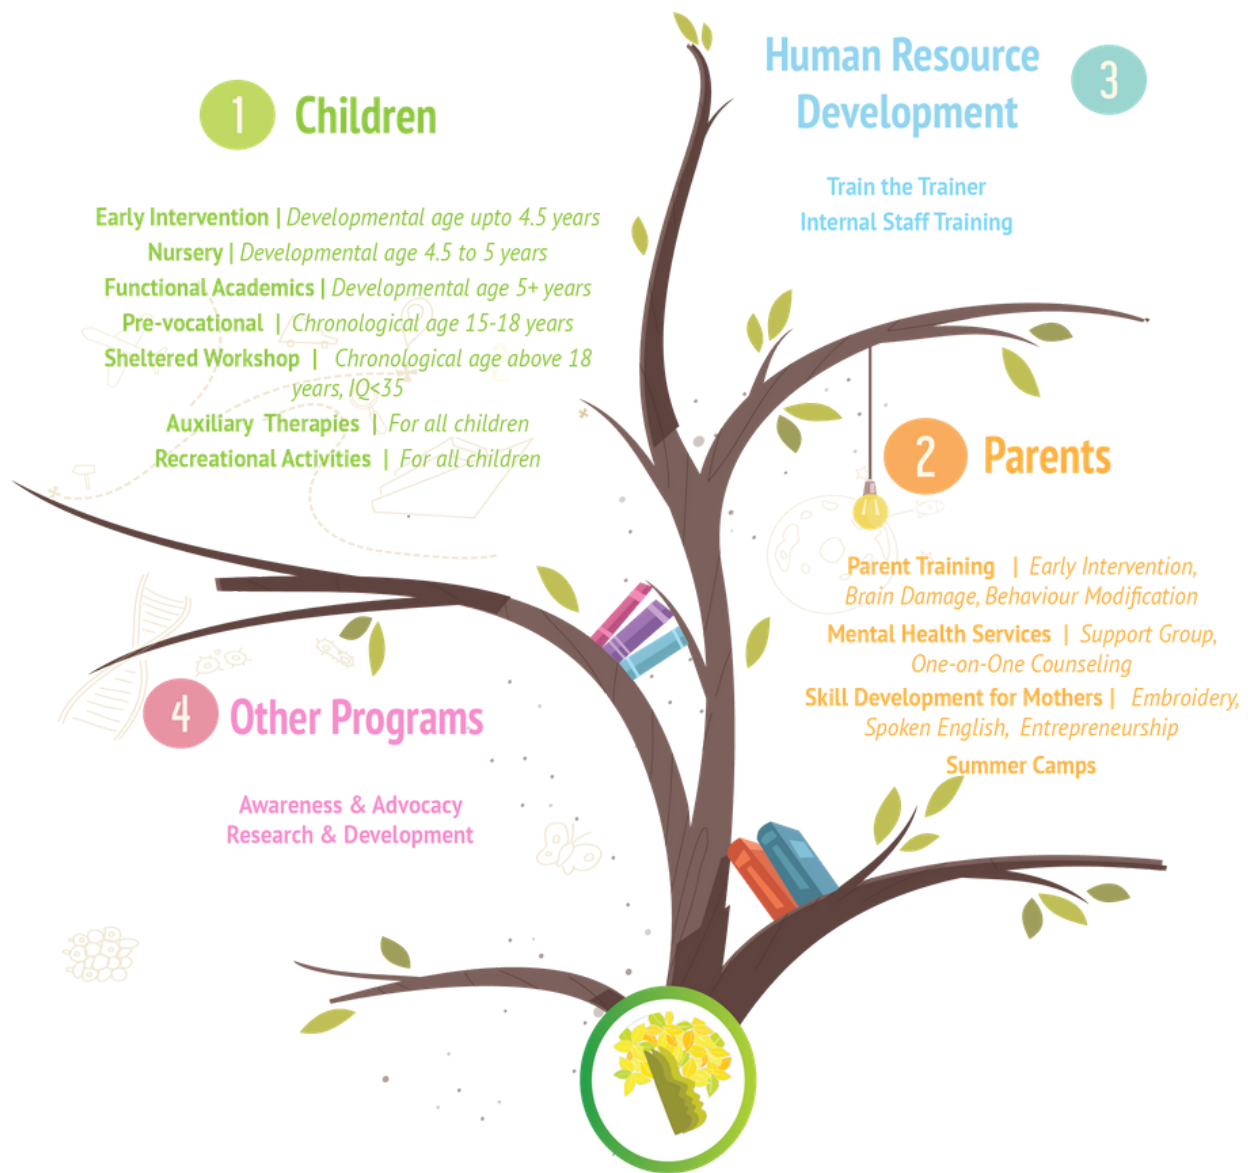 1
Children
Early Intervention | Developmental age upto 4.5 years
Nursery | Developmental age 4.5 to 5 years
Functional Academics | Developmental age 5+ years
Pre-vocational | Chronological age 15-18 years
Sheltered Workshop | Chronological age above 18
years, IQ<35
Auxiliary Therapies | For all children
Recreational Activities | For all children
Human Resource
Development
3
Train the Trainer
Internal Staff Training
2
Parents
Parent Training | Early Intervention,
Brain Damage, Behaviour Modification
Mental Health Services | Support Group,
One-on-One Counseling
Skill Development for Mothers | Embroidery,
Spoken English, Entrepreneurship
Summer Camps
4
Other Programs
Awareness & Advocacy
Research & Development